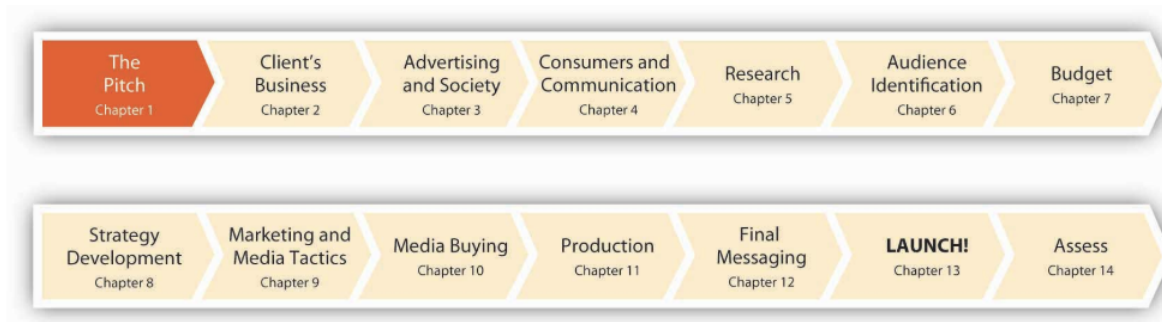 The
Pitch
Chapter 1
Client's
Business
Chapter 2
Advertising
and Society
Chapter 3
Consumers and
Communication
Chapter 4
Research
Chapter 5
Audience
Identification
Chapter 6
Budget
Chapter 7
Strategy
Development
Chapter 8
Marketing and
Media Tactics
Chapter 9
Media Buying
Chapter 10
Production
Chapter 11
Final
Messaging
Chapter 12
LAUNCH!
Chapter 13
Assess
Chapter 14